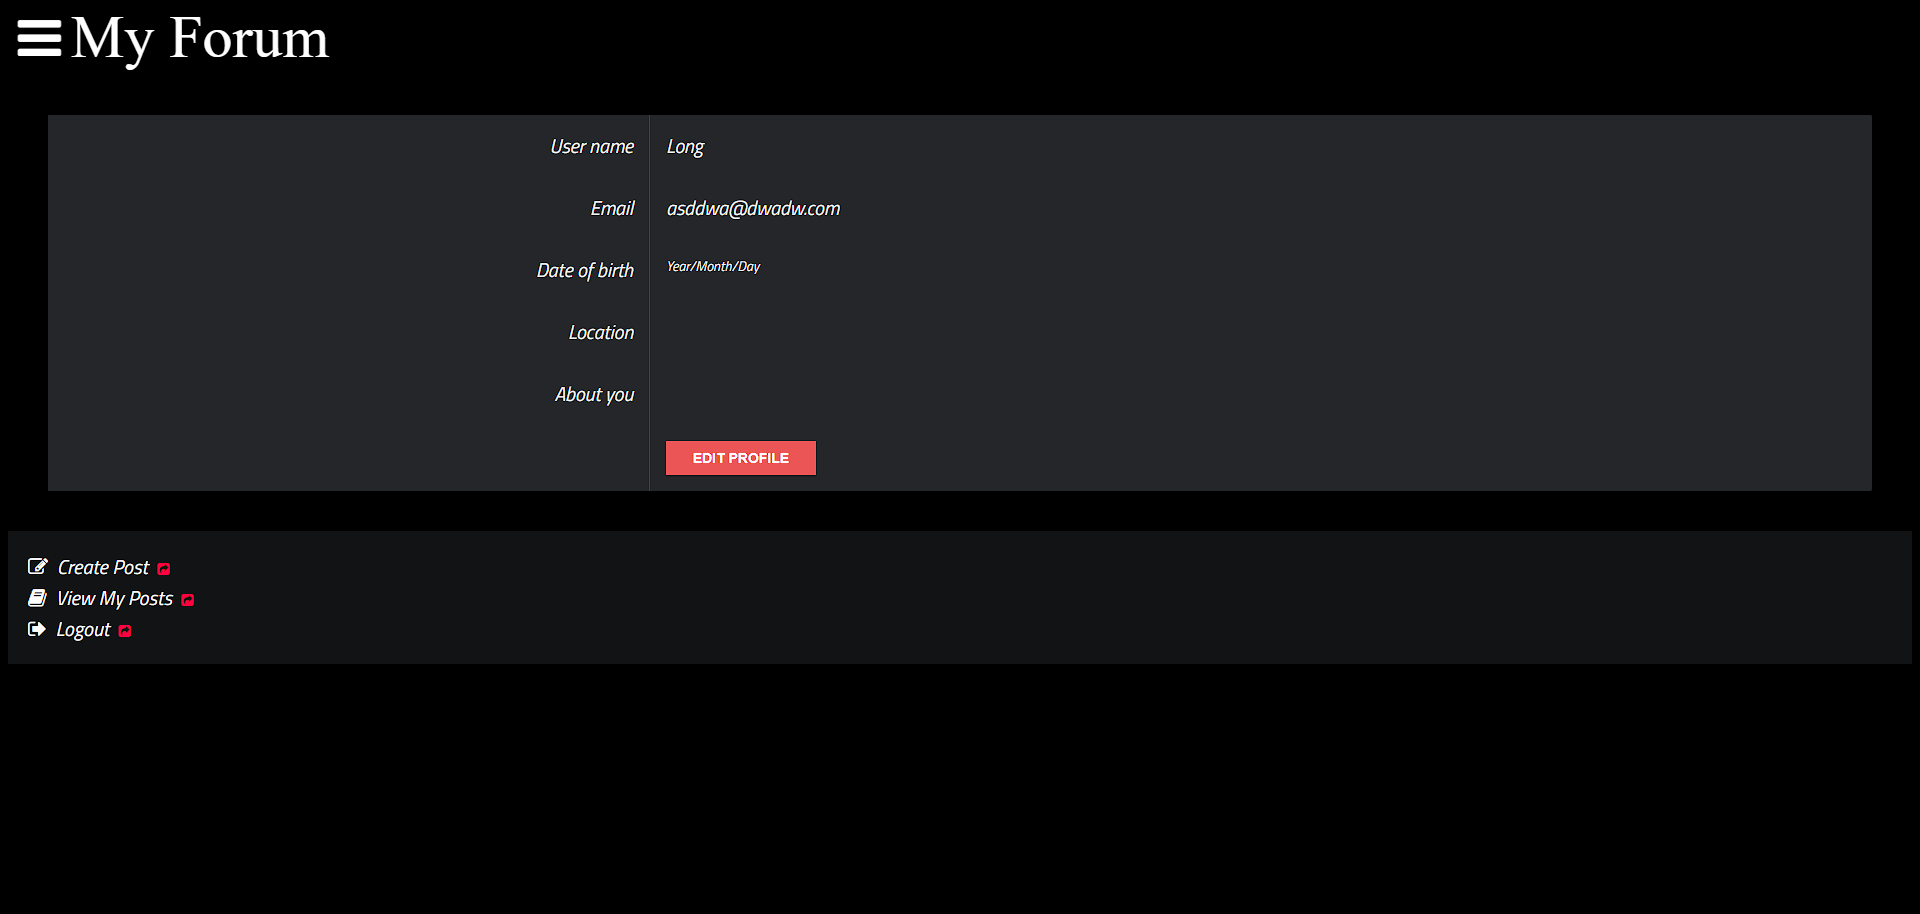 My Forum
User name Long
Email asddwa@dwadw.com
Date of birth Year/Month/Day
Location
About you
EDIT PROFILE
Create Post
View My Posts
Logout